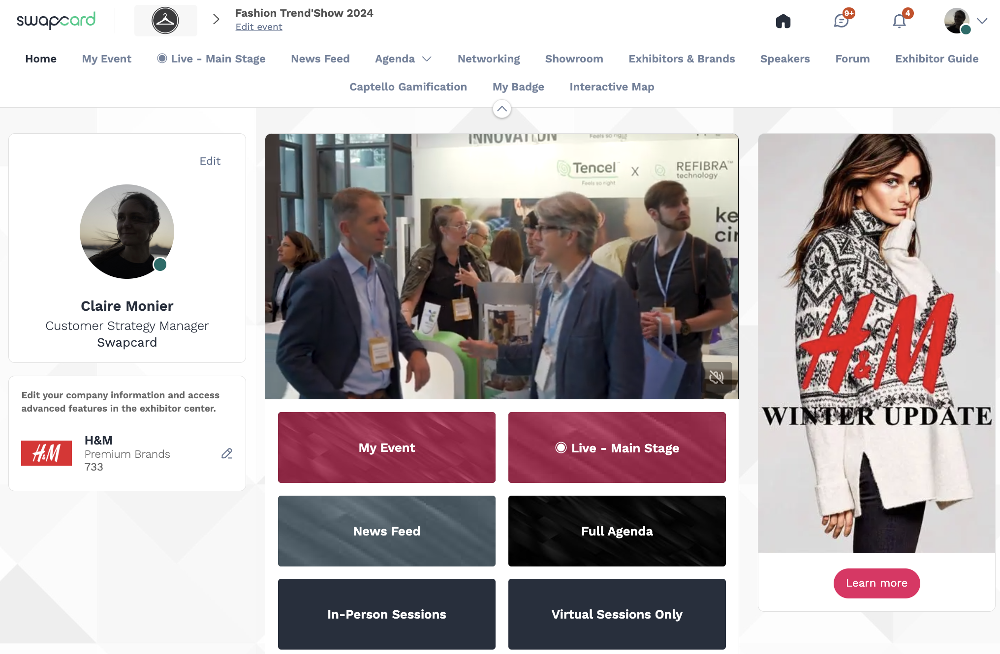 swapcard
Fashion Trend'Show 2024
Edit event
9+
4
Home
My Event
Live - Main Stage
News Feed
Agenda
Networking
Showroom
Exhibitors & Brands
Speakers
Forum
Exhibitor Guide
Captello Gamification
My Badge
Interactive Map
Edit
Claire Monier
Customer Strategy Manager
Swapcard
Edit your company information and access
advanced features in the exhibitor center.
H&M
H&M
Premium Brands
733
INNOVATION
Feels so right
Tencel™ X REFIBRA™
technology
Feels so right
ke
cir
My Event
Live - Main Stage
News Feed
Full Agenda
In-Person Sessions
Virtual Sessions Only
H&M
WINTER UPDATE
Learn more